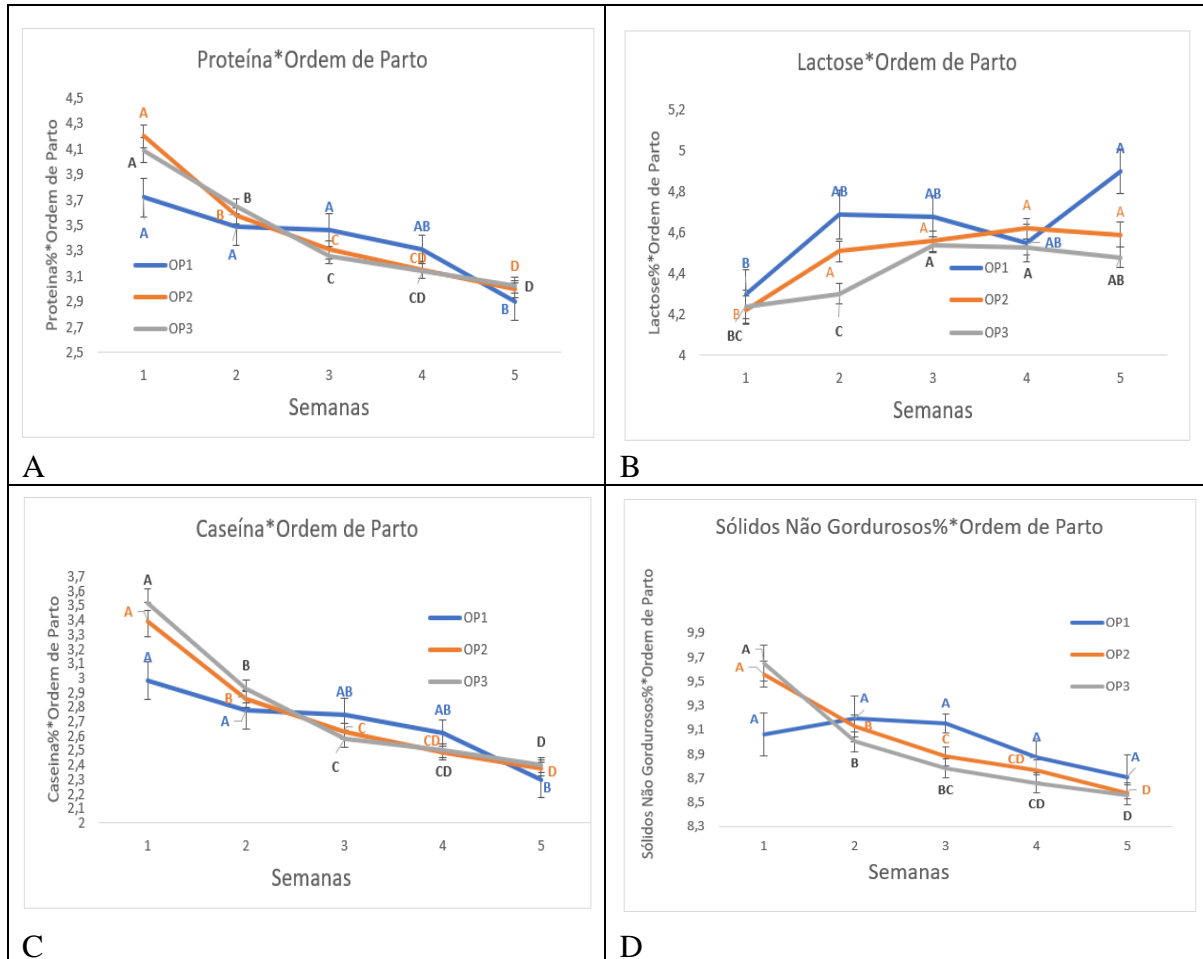 Proteína*Ordem de Parto
Proteina%*Ordem de Parto
4,5
4,3
4,1
3,9
3,7
3,5
3,3
3,1
2,9
2,7
2,5
A
A
A
B
B
A
A
C
C
AB
CD
CD
D
D
B
OP1
OP2
OP3
1 2 3 4 5
Semanas
A
Lactose*Ordem de Parto
Lactose%*Ordem de Parto
5,2
5
4,8
4,6
4,4
4,2
4
B
B
BC
AB
A
C
AB
A
A
A
AB
A
A
A
AB
OP1
OP2
OP3
1 2 3 4 5
Semanas
B
Caseína*Ordem de Parto
Caseina%*Ordem de Parto
3,7
3,6
3,5
3,4
3,3
3,2
3,1
3
2,9
2,8
2,7
2,6
2,5
2,4
2,3
2,2
2,1
2
A
A
A
B
B
A
AB
C
C
AB
CD
CD
D
D
B
OP1
OP2
OP3
1 2 3 4 5
Semanas
C
Sólidos Não Gordurosos%*Ordem de Parto
Sólidos Não Gordurosos%*Ordem de Parto
9,9
9,7
9,5
9,3
9,1
8,9
8,7
8,5
8,3
A
A
A
A
B
B
A
C
BC
A
CD
CD
A
D
D
OP1
OP2
OP3
1 2 3 4 5
Semanas
D